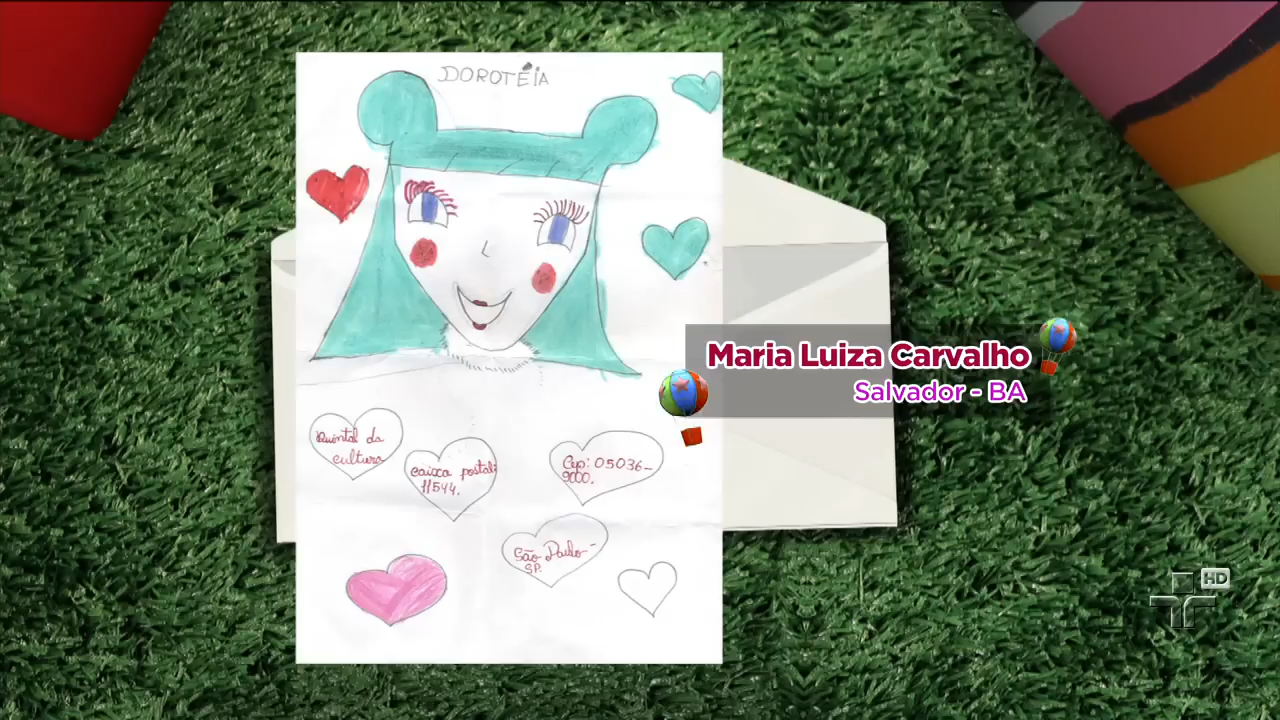 DOROTÉIA
Maria Luiza Carvalho
Salvador - BA
Quintal da
cultura
caixa postal:
11544.
Cep: 05036-
9000.
São Paulo-
SP.
HD